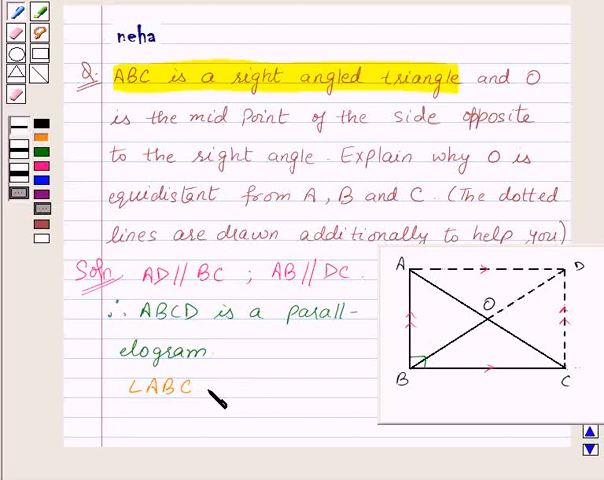 neha
Q. ABC is a right angled triangle and O
is the mid point of the side opposite
to the right angle. Explain why O is
equidistant from A, B and C. (The dotted
lines are drawn additionally to help you)
Soln AD // BC ; AB // DC.
∴ ABCD is a parall-
elogram.
∠ABC
A
D
O
B
C